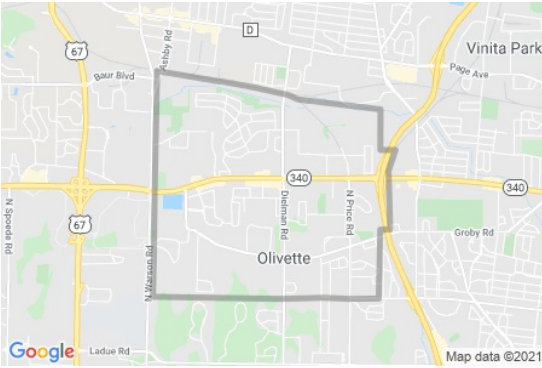 D
67
Ashby Rd
Vinita Park
Page Ave
Baur Blvd
340
340
Dielman Rd
N Price Rd
N Spoede Rd
67
Groby Rd
N Warson Rd
Olivette
Ladue Rd
Google
Map data ©2021